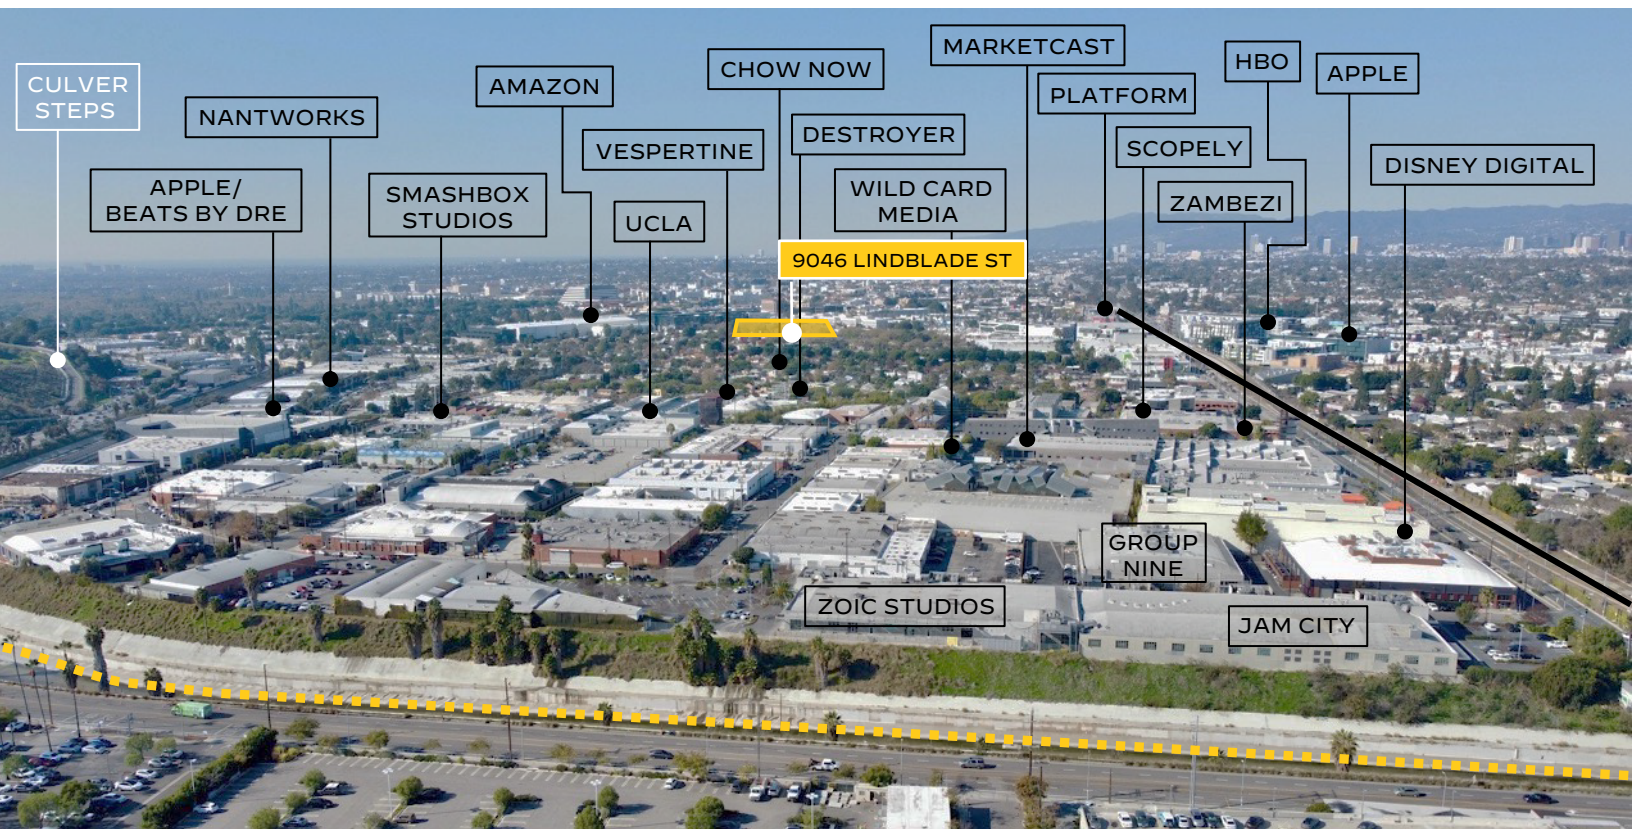 CULVER
STEPS
NANTWORKS
APPLE/
BEATS BY DRE
AMAZON
SMASHBOX
STUDIOS
VESPERTINE
UCLA
CHOW NOW
DESTROYER
WILD CARD
MEDIA
9046 LINDBLADE ST
MARKETCAST
PLATFORM
SCOPELY
ZAMBEZI
HBO
APPLE
DISNEY DIGITAL
GROUP
NINE
ZOIC STUDIOS
JAM CITY